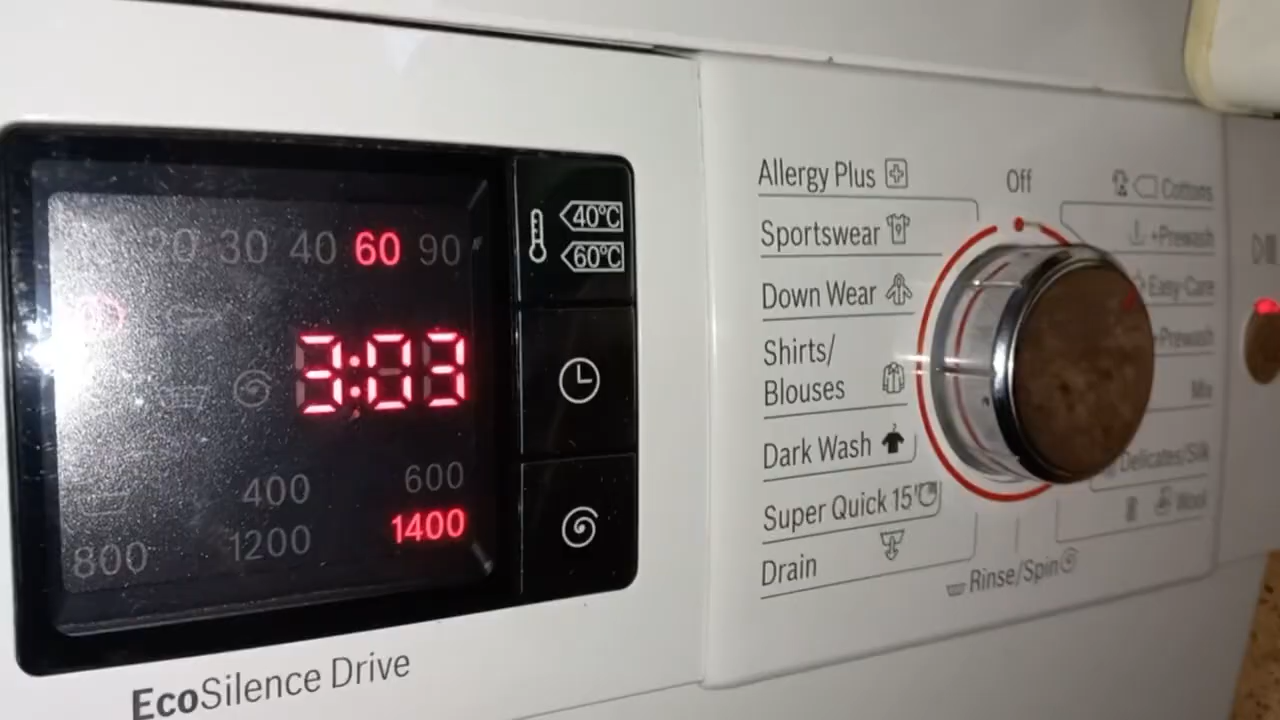 20 30 40 60 90
3:03
400 600
800 1200 1400
40°C
60°C
EcoSilence Drive
Allergy Plus
Sportswear
Down Wear
Shirts/
Blouses
Dark Wash
Super Quick 15'
Drain
Off
Cottons
+Prewash
Easy-Care
+Prewash
Mix
Delicates/Silk
Wool
Rinse/Spin